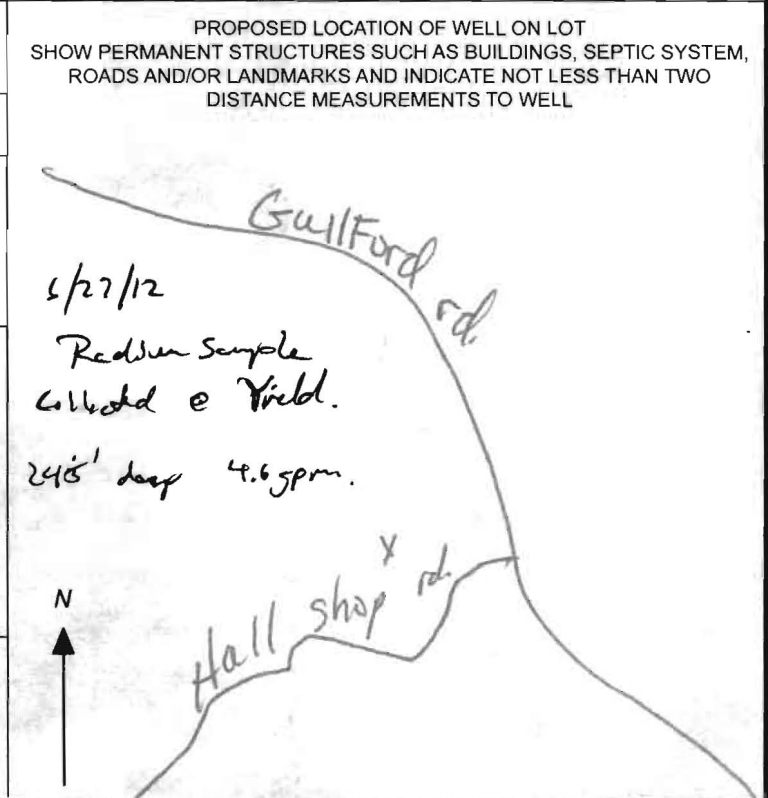 PROPOSED LOCATION OF WELL ON LOT
SHOW PERMANENT STRUCTURES SUCH AS BUILDINGS, SEPTIC SYSTEM,
ROADS AND/OR LANDMARKS AND INDICATE NOT LESS THAN TWO
DISTANCE MEASUREMENTS TO WELL
GuilFord rd.
/27/12
Radium Sample
Collected @ Yield.
245' deep 4.6 gpm.
X
N
Hall shop rd.